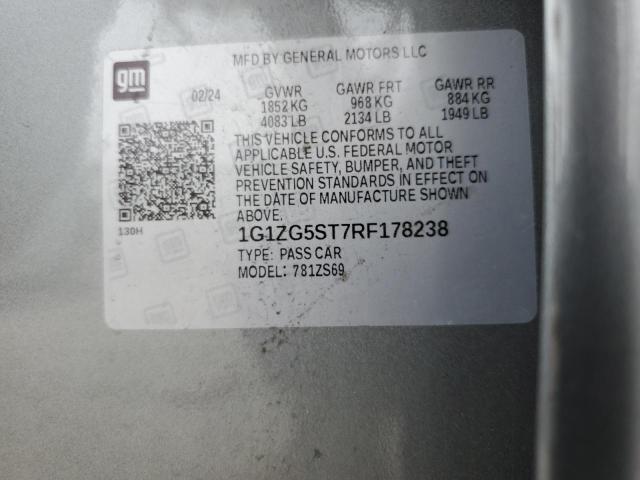 gm
MFD BY GENERAL MOTORS LLC
02/24 GVWR GAWR FRT GAWR RR
1852 KG 968 KG 884 KG
4083 LB 2134 LB 1949 LB
THIS VEHICLE CONFORMS TO ALL
APPLICABLE U.S. FEDERAL MOTOR
VEHICLE SAFETY, BUMPER, AND THEFT
PREVENTION STANDARDS IN EFFECT ON
THE DATE OF MANUFACTURE SHOWN
ABOVE.
130H
1G1ZG5ST7RF178238
TYPE: PASS CAR
MODEL: 781ZS69